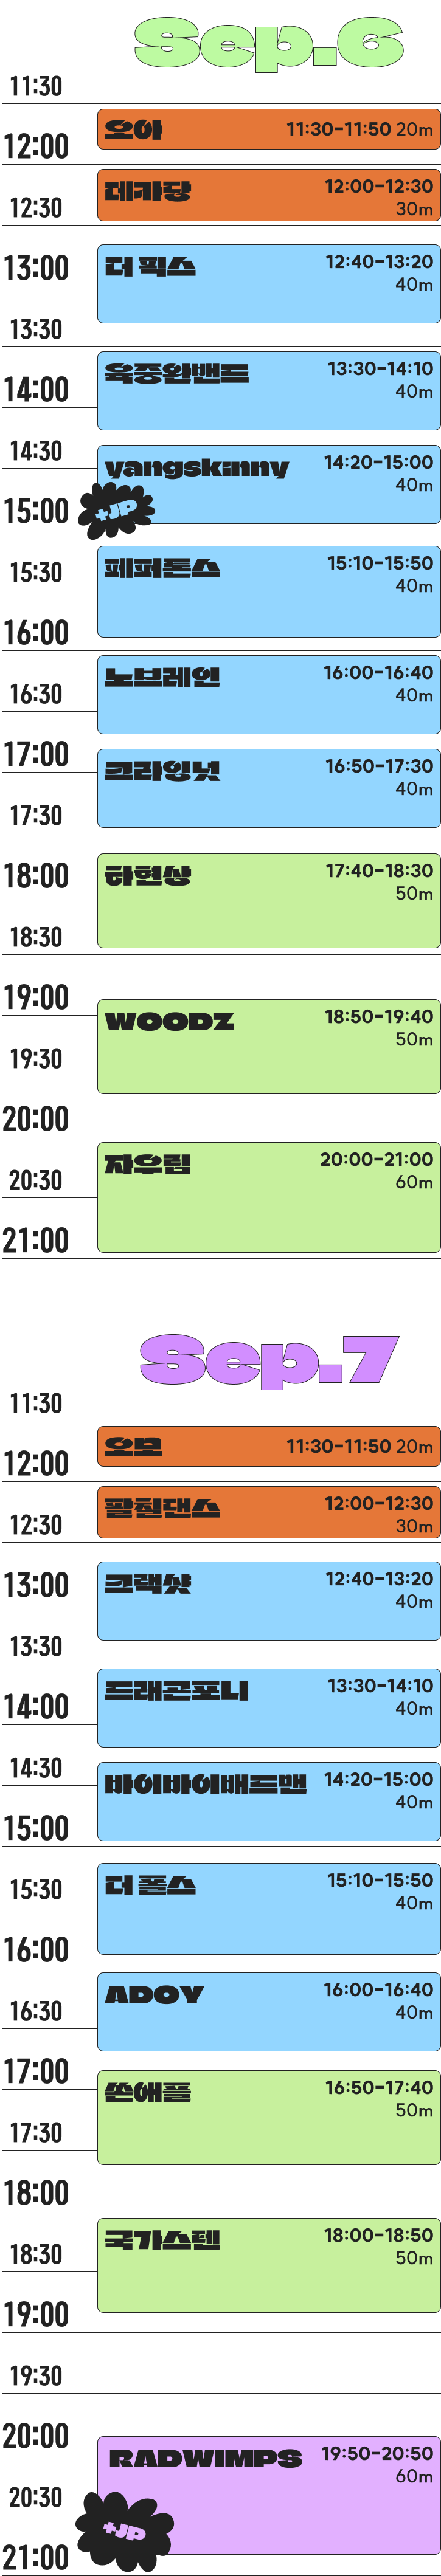 Sep.6
11:30
오아
11:30-11:50 20m
12:00
데카당
12:00-12:30
30m
12:30
13:00
더 픽스
12:40-13:20
40m
13:30
육중완밴드
13:30-14:10
40m
14:00
14:30
yangskinny
14:20-15:00
40m
15:00
+JP
페퍼톤스
15:10-15:50
40m
15:30
16:00
노브레인
16:00-16:40
40m
16:30
17:00
크라잉넛
16:50-17:30
40m
17:30
18:00
하현상
17:40-18:30
50m
18:30
19:00
WOODZ
18:50-19:40
50m
19:30
20:00
자우림
20:00-21:00
60m
20:30
21:00
Sep.7
11:30
오모
11:30-11:50 20m
12:00
팔칠댄스
12:00-12:30
30m
12:30
13:00
크랙샷
12:40-13:20
40m
13:30
드래곤포니
13:30-14:10
40m
14:00
14:30
바이바이배드맨
14:20-15:00
40m
15:00
더 폴스
15:10-15:50
40m
15:30
16:00
ADOY
16:00-16:40
40m
16:30
17:00
쏜애플
16:50-17:40
50m
17:30
18:00
국가스텐
18:00-18:50
50m
18:30
19:00
19:30
20:00
RADWIMPS
19:50-20:50
60m
20:30
+JP
21:00